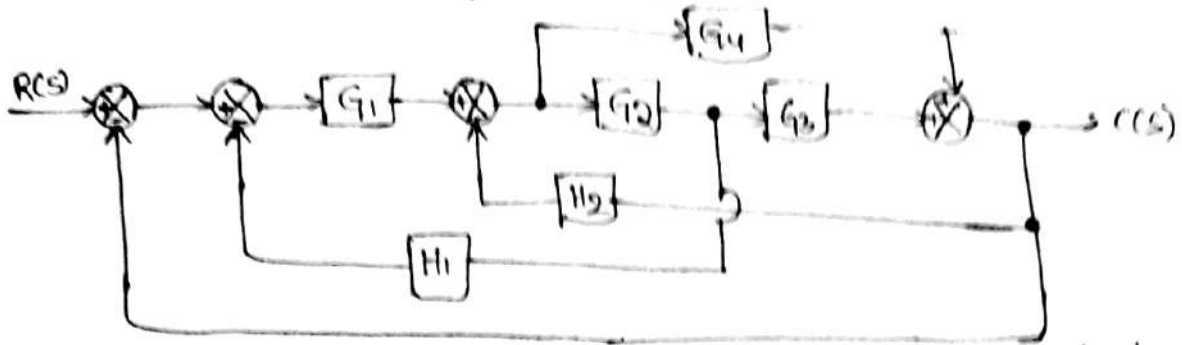 G4
R(S) + + G1 + G2 G3 + + C(S)
H2
H1